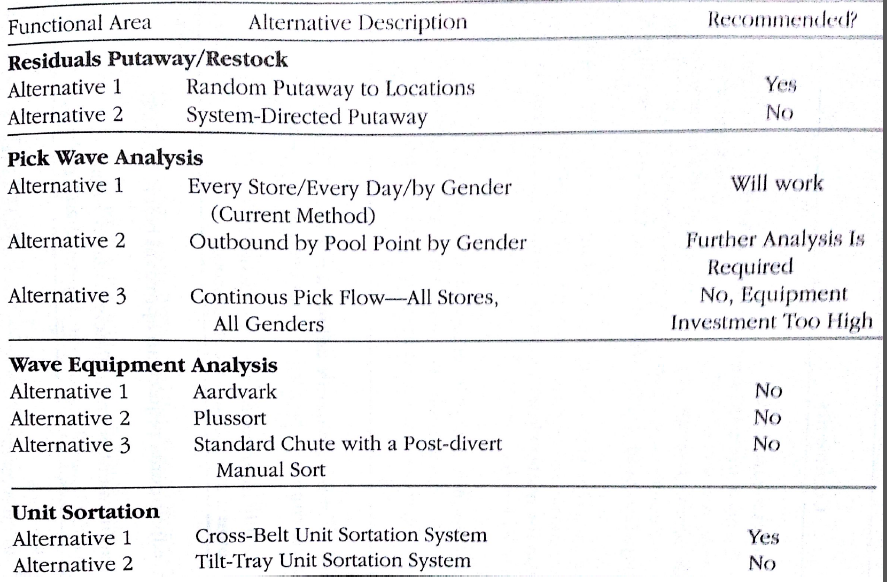 Functional Area Alternative Description Recommended?
Residuals Putaway/Restock
Alternative 1 Random Putaway to Locations Yes
Alternative 2 System-Directed Putaway No
Pick Wave Analysis
Alternative 1 Every Store/Every Day/by Gender Will work
(Current Method)
Alternative 2 Outbound by Pool Point by Gender Further Analysis Is
Required
Alternative 3 Continous Pick Flow—All Stores, No, Equipment
All Genders Investment Too High
Wave Equipment Analysis
Alternative 1 Aardvark No
Alternative 2 Plussort No
Alternative 3 Standard Chute with a Post-divert No
Manual Sort
Unit Sortation
Alternative 1 Cross-Belt Unit Sortation System Yes
Alternative 2 Tilt-Tray Unit Sortation System No